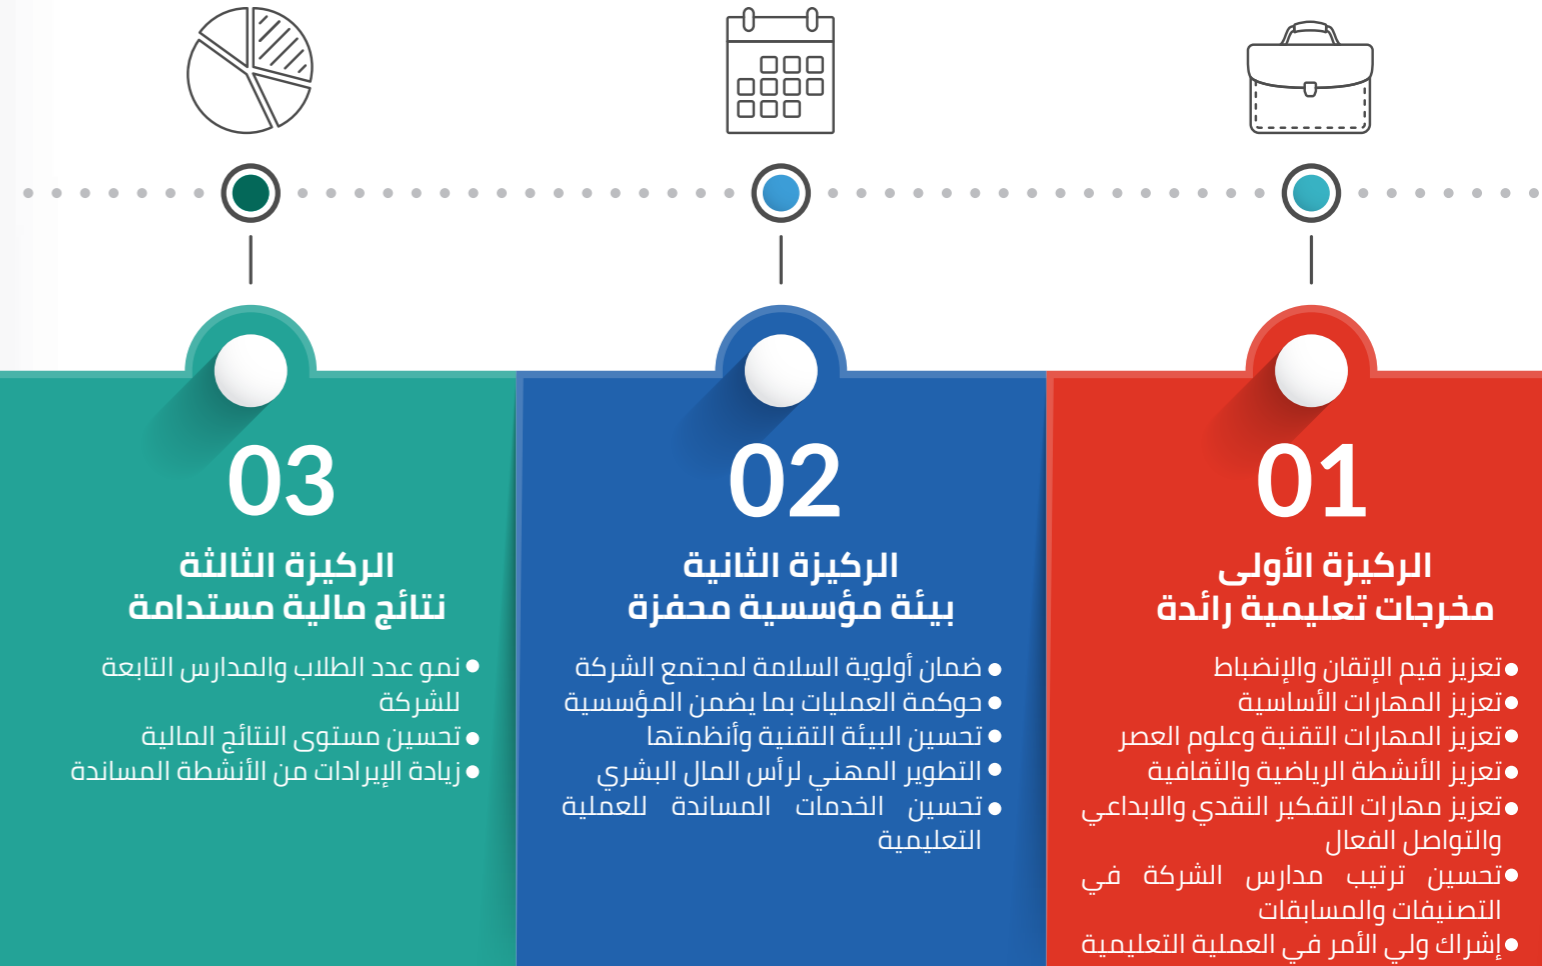 01
الركيزة الأولى
مخرجات تعليمية رائدة
تعزيز قيم الإتقان والإنضباط
تعزيز المهارات الأساسية
تعزيز المهارات التقنية وعلوم العصر
تعزيز الأنشطة الرياضية والثقافية
تعزيز مهارات التفكير النقدي والابداعي
والتواصل الفعال
تحسين ترتيب مدارس الشركة في
التصنيفات والمسابقات
إشراك ولي الأمر في العملية التعليمية
02
الركيزة الثانية
بيئة مؤسسية محفزة
ضمان أولوية السلامة لمجتمع الشركة
حوكمة العمليات بما يضمن المؤسسية
تحسين البيئة التقنية وأنظمتها
التطوير المهني لرأس المال البشري
تحسين الخدمات المساندة للعملية
التعليمية
03
الركيزة الثالثة
نتائج مالية مستدامة
نمو عدد الطلاب والمدارس التابعة
للشركة
تحسين مستوى النتائج المالية
زيادة الإيرادات من الأنشطة المساندة